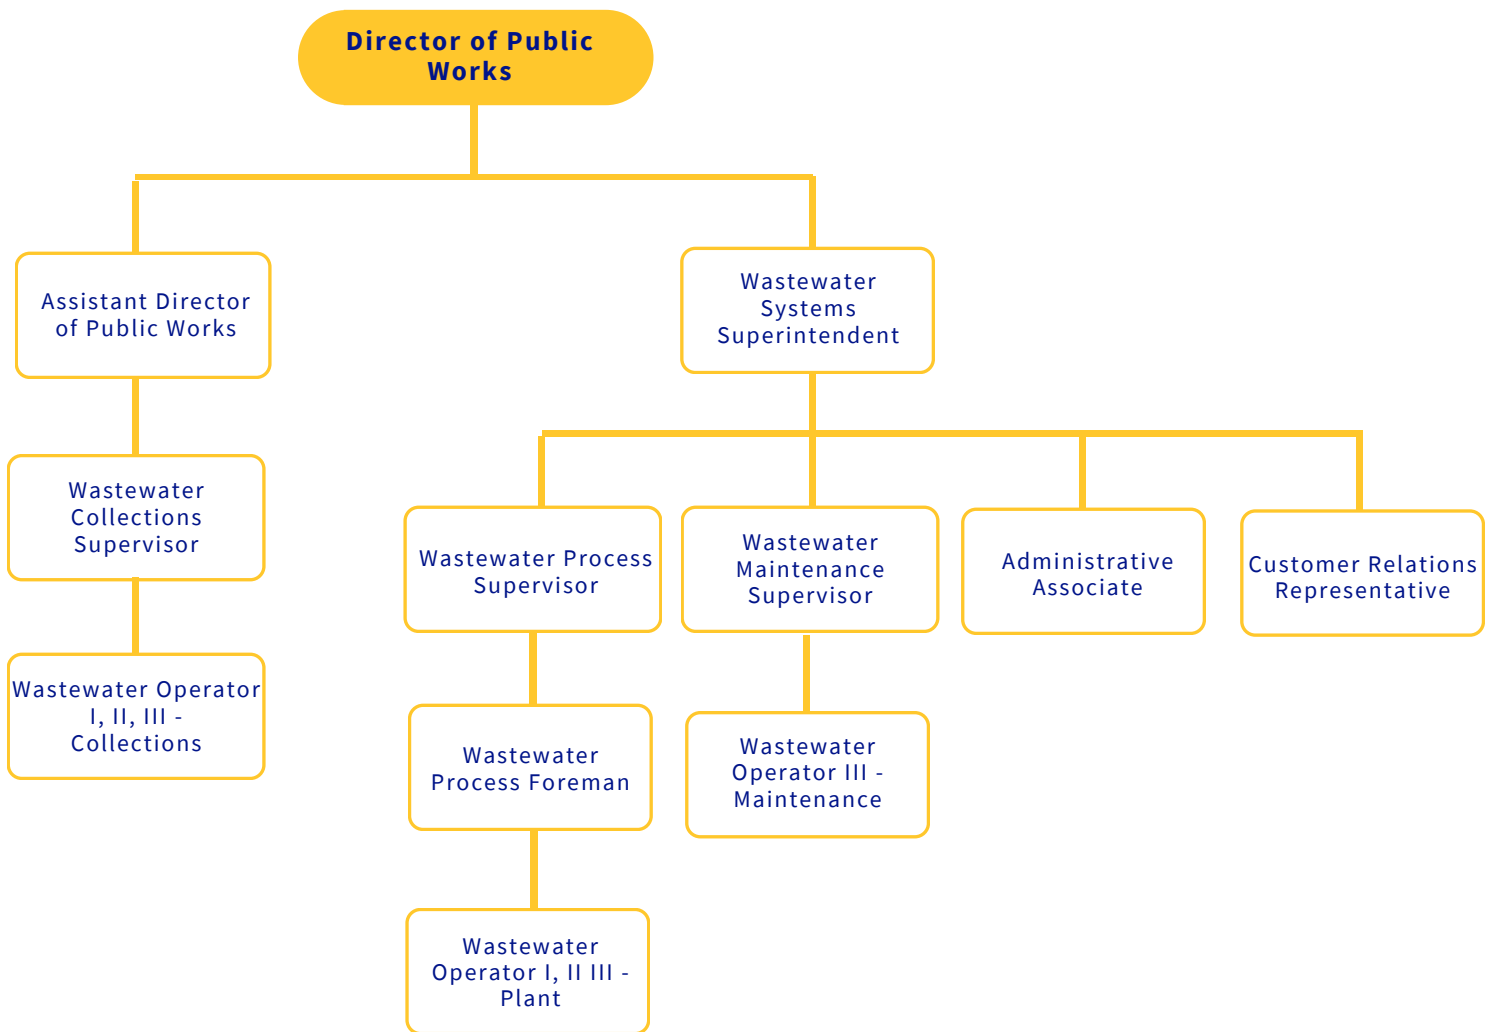 Director of Public
Works
Assistant Director
of Public Works
Wastewater
Systems
Superintendent
Wastewater
Collections
Supervisor
Wastewater Process
Supervisor
Wastewater
Maintenance
Supervisor
Administrative
Associate
Customer Relations
Representative
Wastewater Operator
I, II, III -
Collections
Wastewater
Process Foreman
Wastewater
Operator III -
Maintenance
Wastewater
Operator I, II III -
Plant